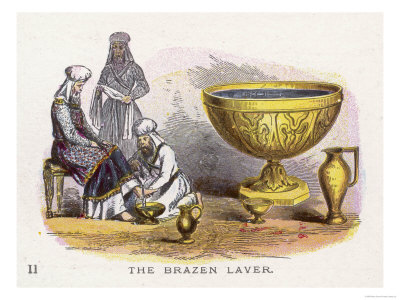 11 THE BRAZEN LAVER.